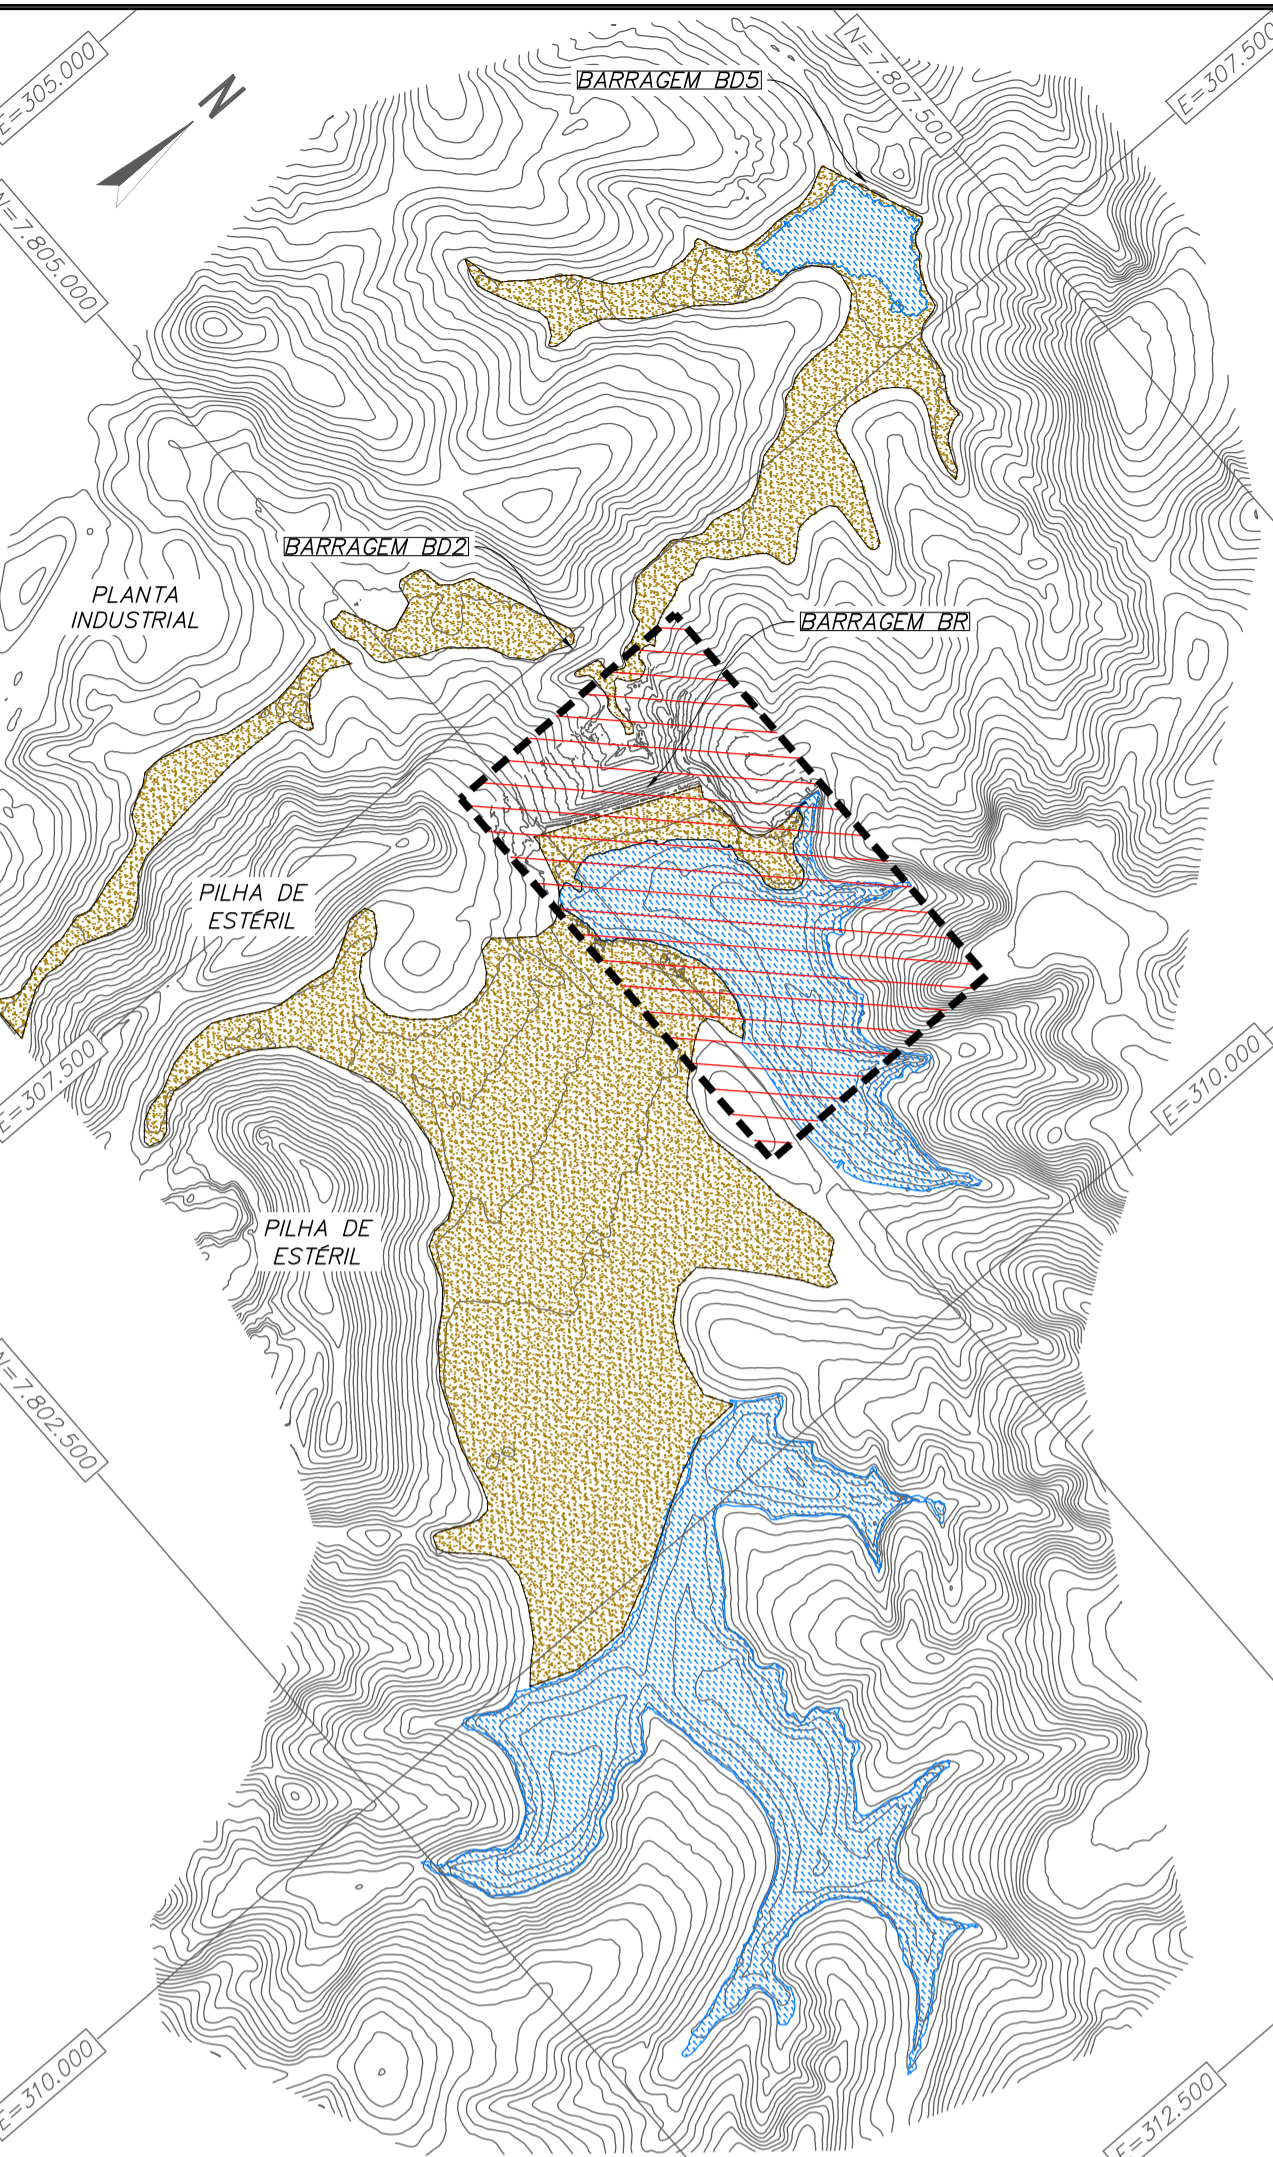 E=305.000
N=7.807.500
E=307.500
N
BARRAGEM BD5
N=7.805.000
BARRAGEM BD2
PLANTA
INDUSTRIAL
BARRAGEM BR
PILHA DE
ESTÉRIL
E=307.500
E=310.000
PILHA DE
ESTÉRIL
N=7.802.500
E=310.000
E=312.500